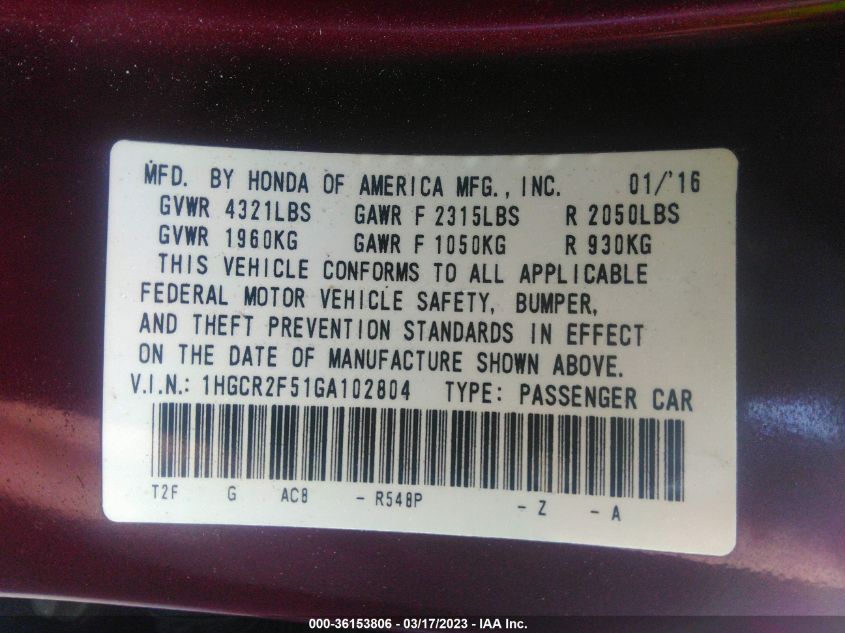 MFD. BY HONDA OF AMERICA MFG., INC. 01/'16
GVWR 4321LBS GAWR F 2315LBS R 2050LBS
GVWR 1960KG GAWR F 1050KG R 930KG
THIS VEHICLE CONFORMS TO ALL APPLICABLE
FEDERAL MOTOR VEHICLE SAFETY, BUMPER,
AND THEFT PREVENTION STANDARDS IN EFFECT
ON THE DATE OF MANUFACTURE SHOWN ABOVE.
V.I.N.: 1HGCR2F51GA102804 TYPE: PASSENGER CAR
T2F G AC8 - R548P - Z - A
000-36153806 - 03/17/2023 - IAA Inc.